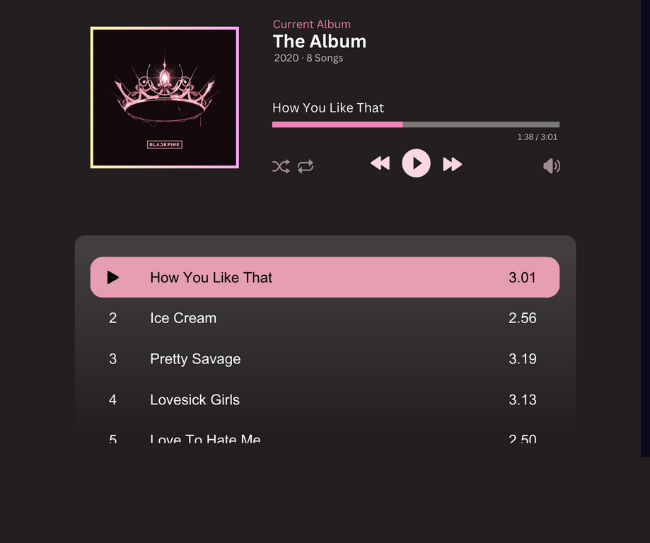 Current Album
The Album
2020 · 8 Songs
BLACKPINK
How You Like That
1:38 / 3:01
How You Like That 3.01
2 Ice Cream 2.56
3 Pretty Savage 3.19
4 Lovesick Girls 3.13
5 Love To Hate Me 2.50